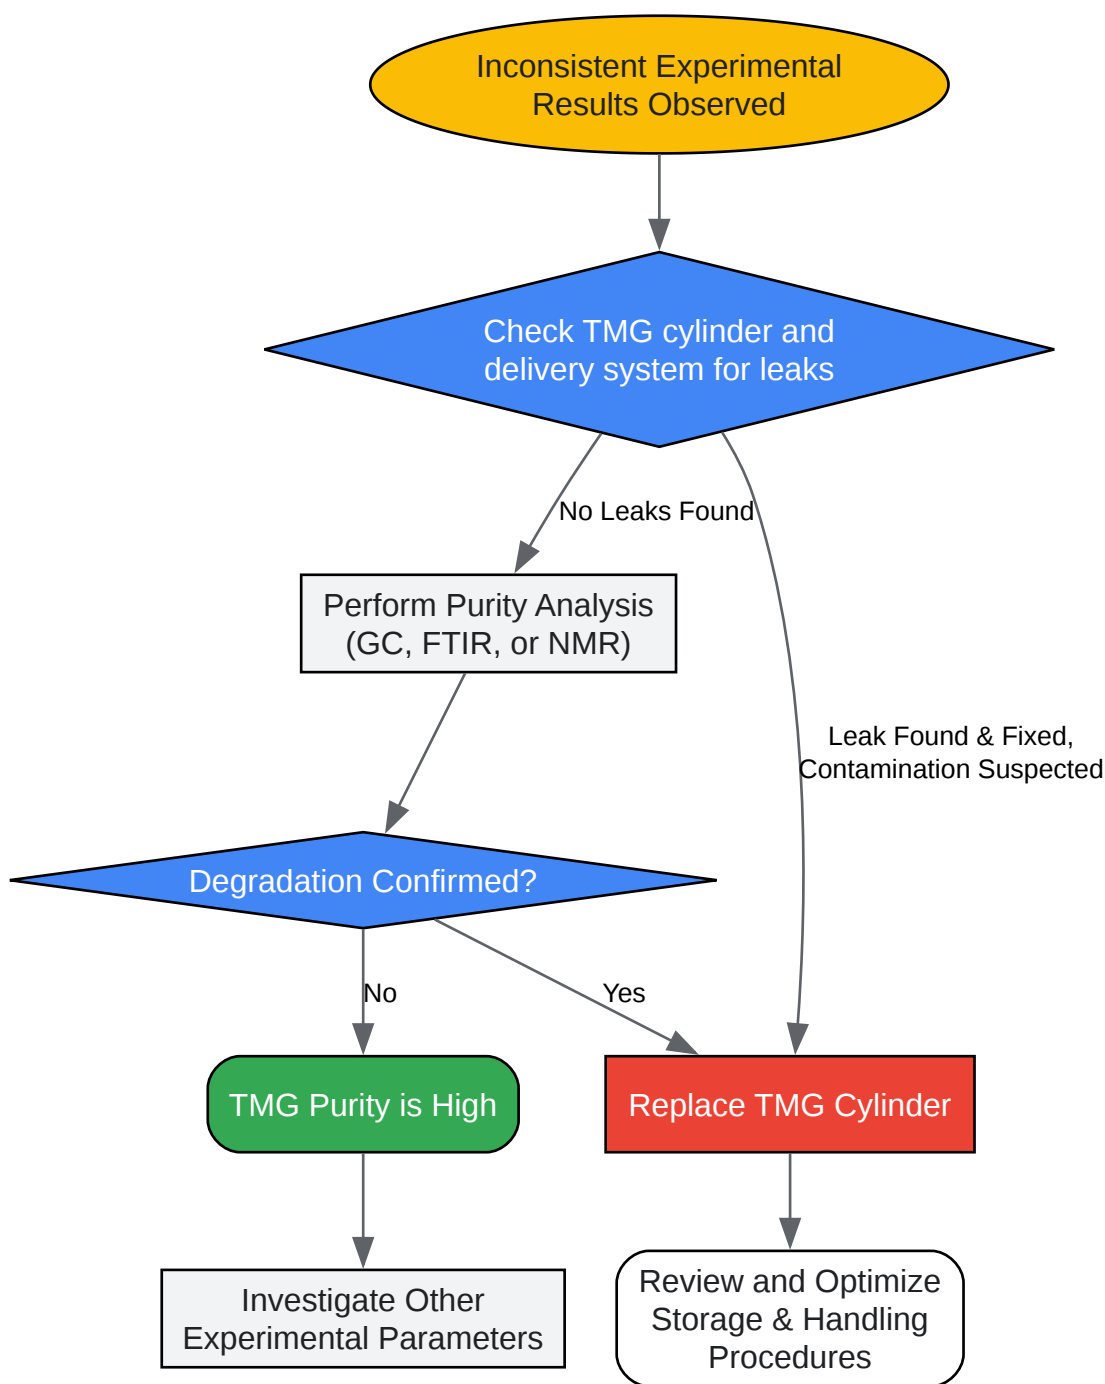 Inconsistent Experimental
Results Observed
Check TMG cylinder and
delivery system for leaks
No Leaks Found
Perform Purity Analysis
(GC, FTIR, or NMR)
Leak Found & Fixed,
Contamination Suspected
Degradation Confirmed?
No
Yes
TMG Purity is High
Replace TMG Cylinder
Investigate Other
Experimental Parameters
Review and Optimize
Storage & Handling
Procedures